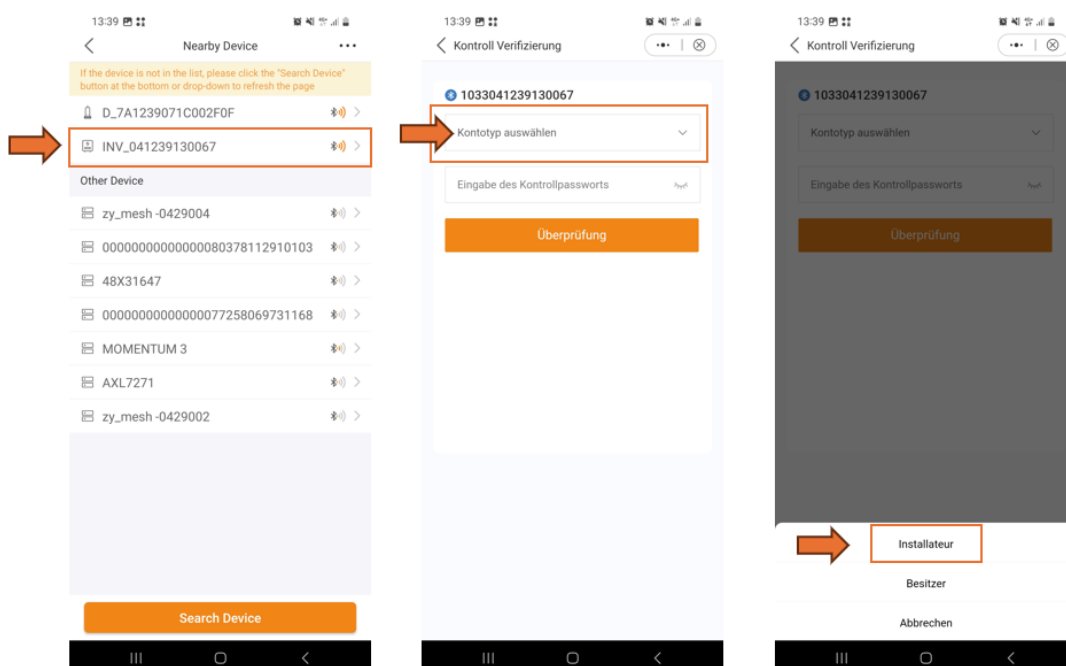 13:39
Nearby Device
If the device is not in the list, please click the "Search Device"
button at the bottom or drop-down to refresh the page
D_7A1239071C002F0F
INV_041239130067
Other Device
zy_mesh -0429004
00000000000000080378112910103
48X31647
00000000000000077258069731168
MOMENTUM 3
AXL7271
zy_mesh -0429002
Search Device
13:39
Kontroll Verifizierung
1033041239130067
Kontotyp auswählen
Eingabe des Kontrollpassworts
Überprüfung
13:39
Kontroll Verifizierung
1033041239130067
Kontotyp auswählen
Eingabe des Kontrollpassworts
Überprüfung
Installateur
Besitzer
Abbrechen